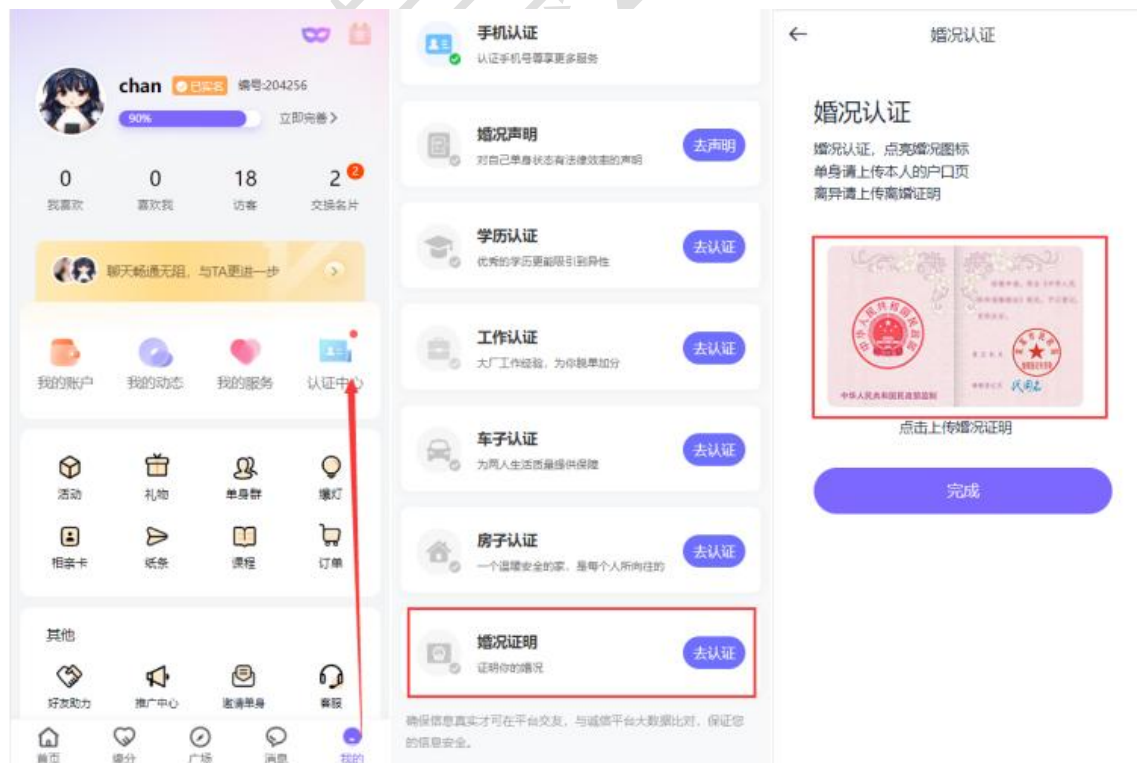 chan
已实名
编号:204256
90%
立即完善>
0
0
18
2
2
我喜欢
喜欢我
访客
交换名片
聊天畅通无阻，与TA更进一步
我的账户
我的动态
我的服务
认证中心
活动
礼物
单身群
爆灯
相亲卡
纸条
课程
订单
其他
好友助力
推广中心
邀请单身
客服
首页
缘分
广场
消息
我的
手机认证
认证手机号尊享更多服务
婚况声明
对自己单身状态有法律效应的声明
去声明
学历认证
优秀的学历更能吸引到异性
去认证
工作认证
大厂工作经验，为你脱单加分
去认证
车子认证
为两人生活质量提供保障
去认证
房子认证
一个温暖安全的家，是每个人所向往的
去认证
婚况证明
证明你的婚况
去认证
确保信息真实才可在平台交友，与诚信平台大数据比对，保证您
的信息安全。
婚况认证
婚况认证
婚况认证，点亮婚况图标
单身请上传本人的户口页
离异请上传离婚证明
中华人民共和国民政部
中华人民共和国民政部监制
点击上传婚况证明
完成